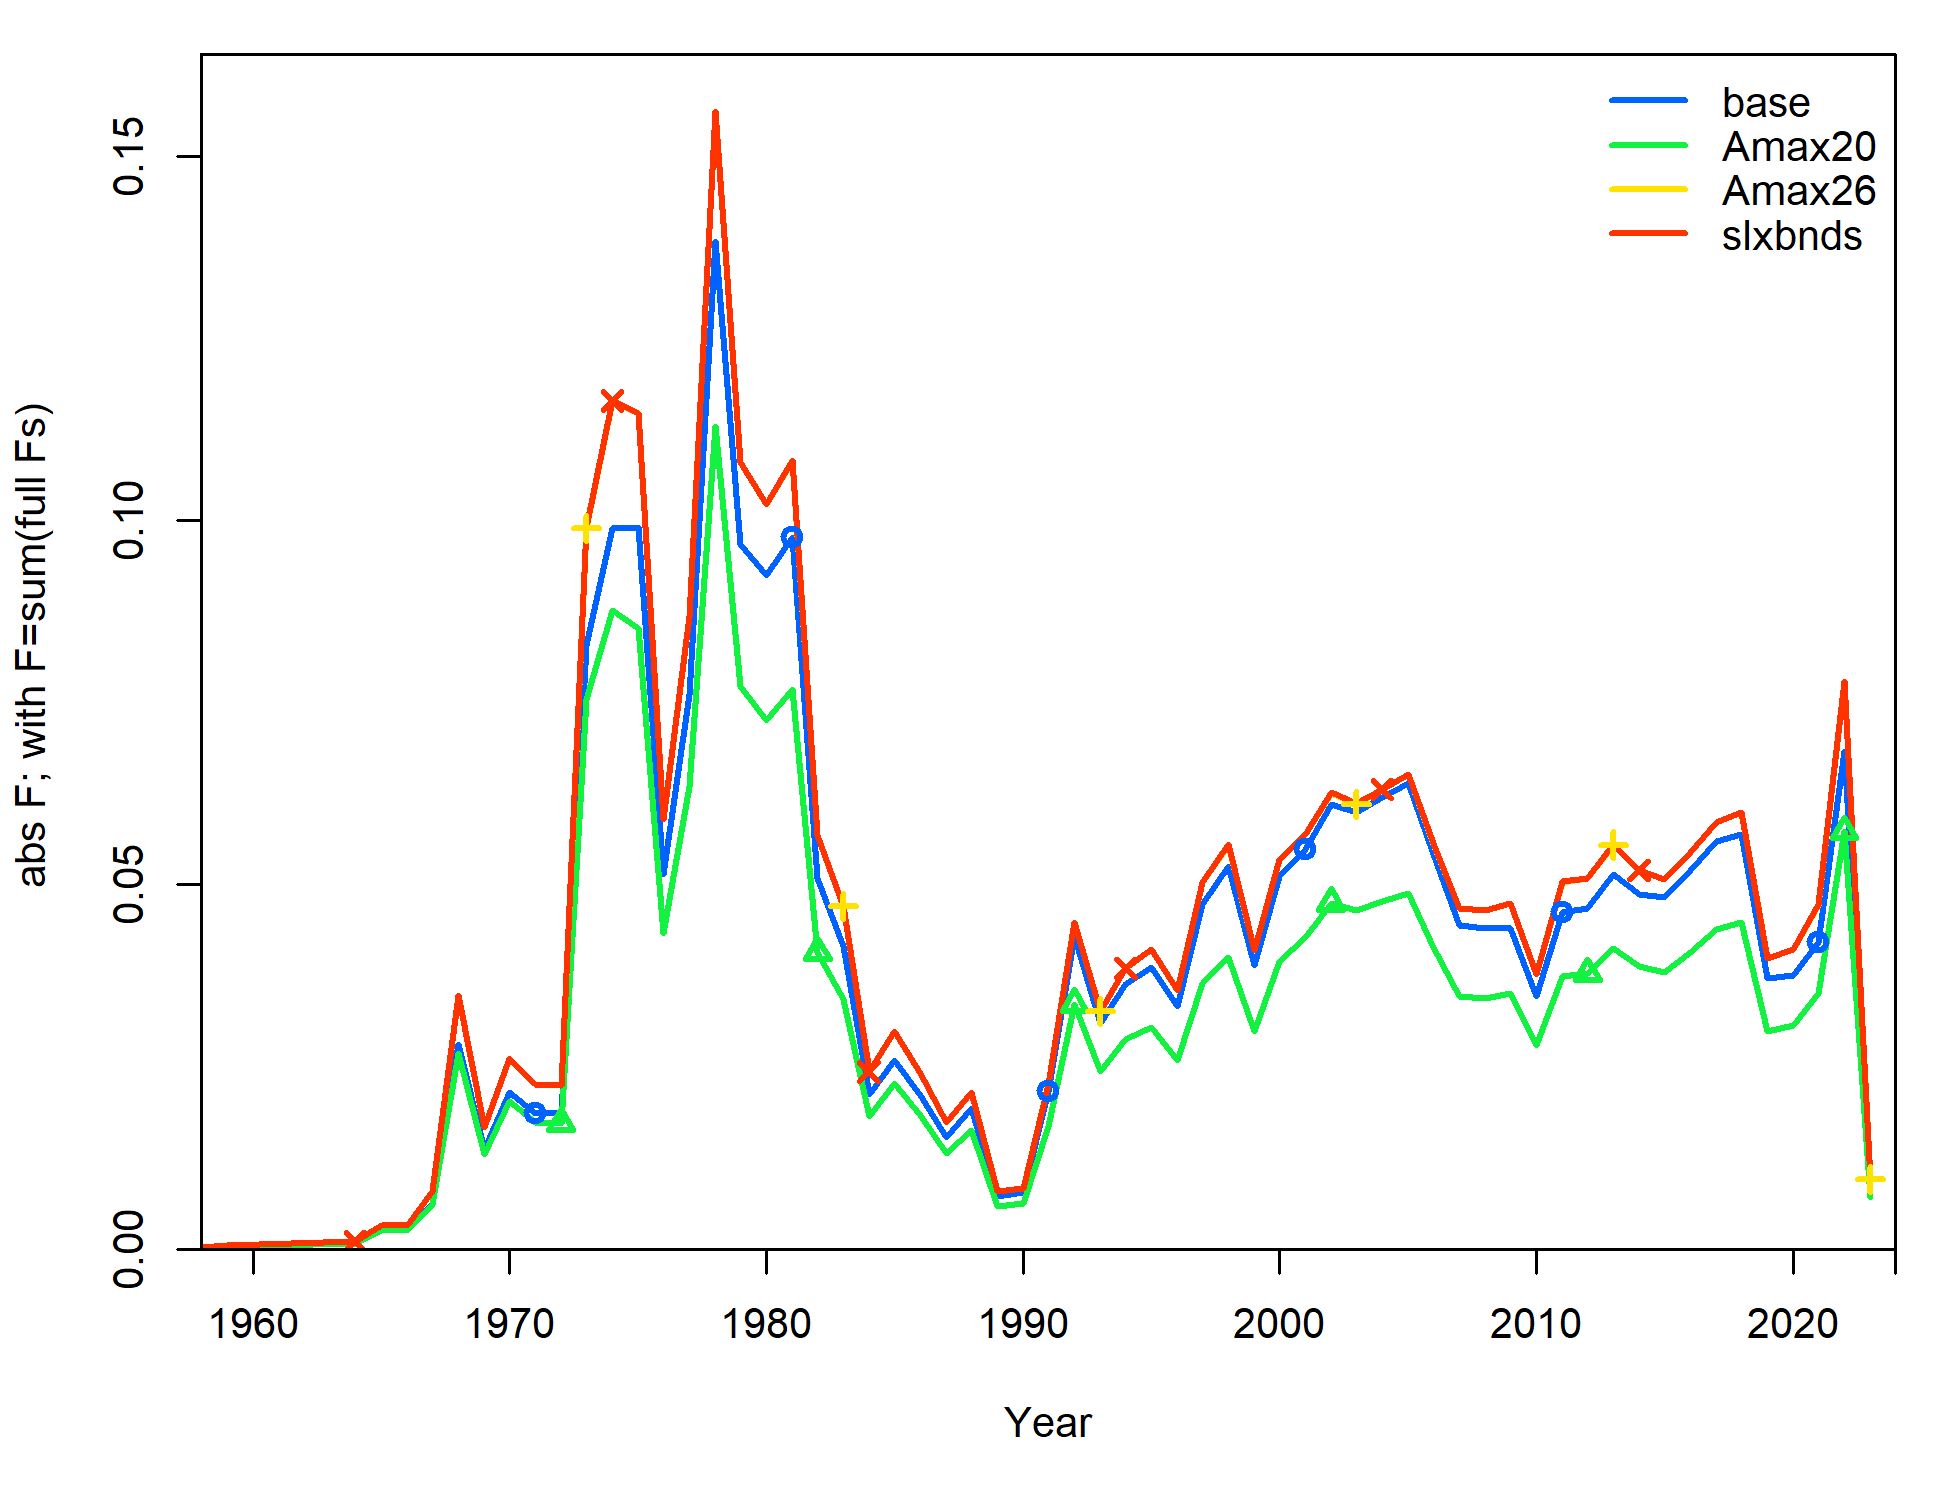 base
Amax20
Amax26
slxbnds
abs F; with F=sum(full Fs)
0.15
0.10
0.05
0.00
1960 1970 1980 1990 2000 2010 2020
Year